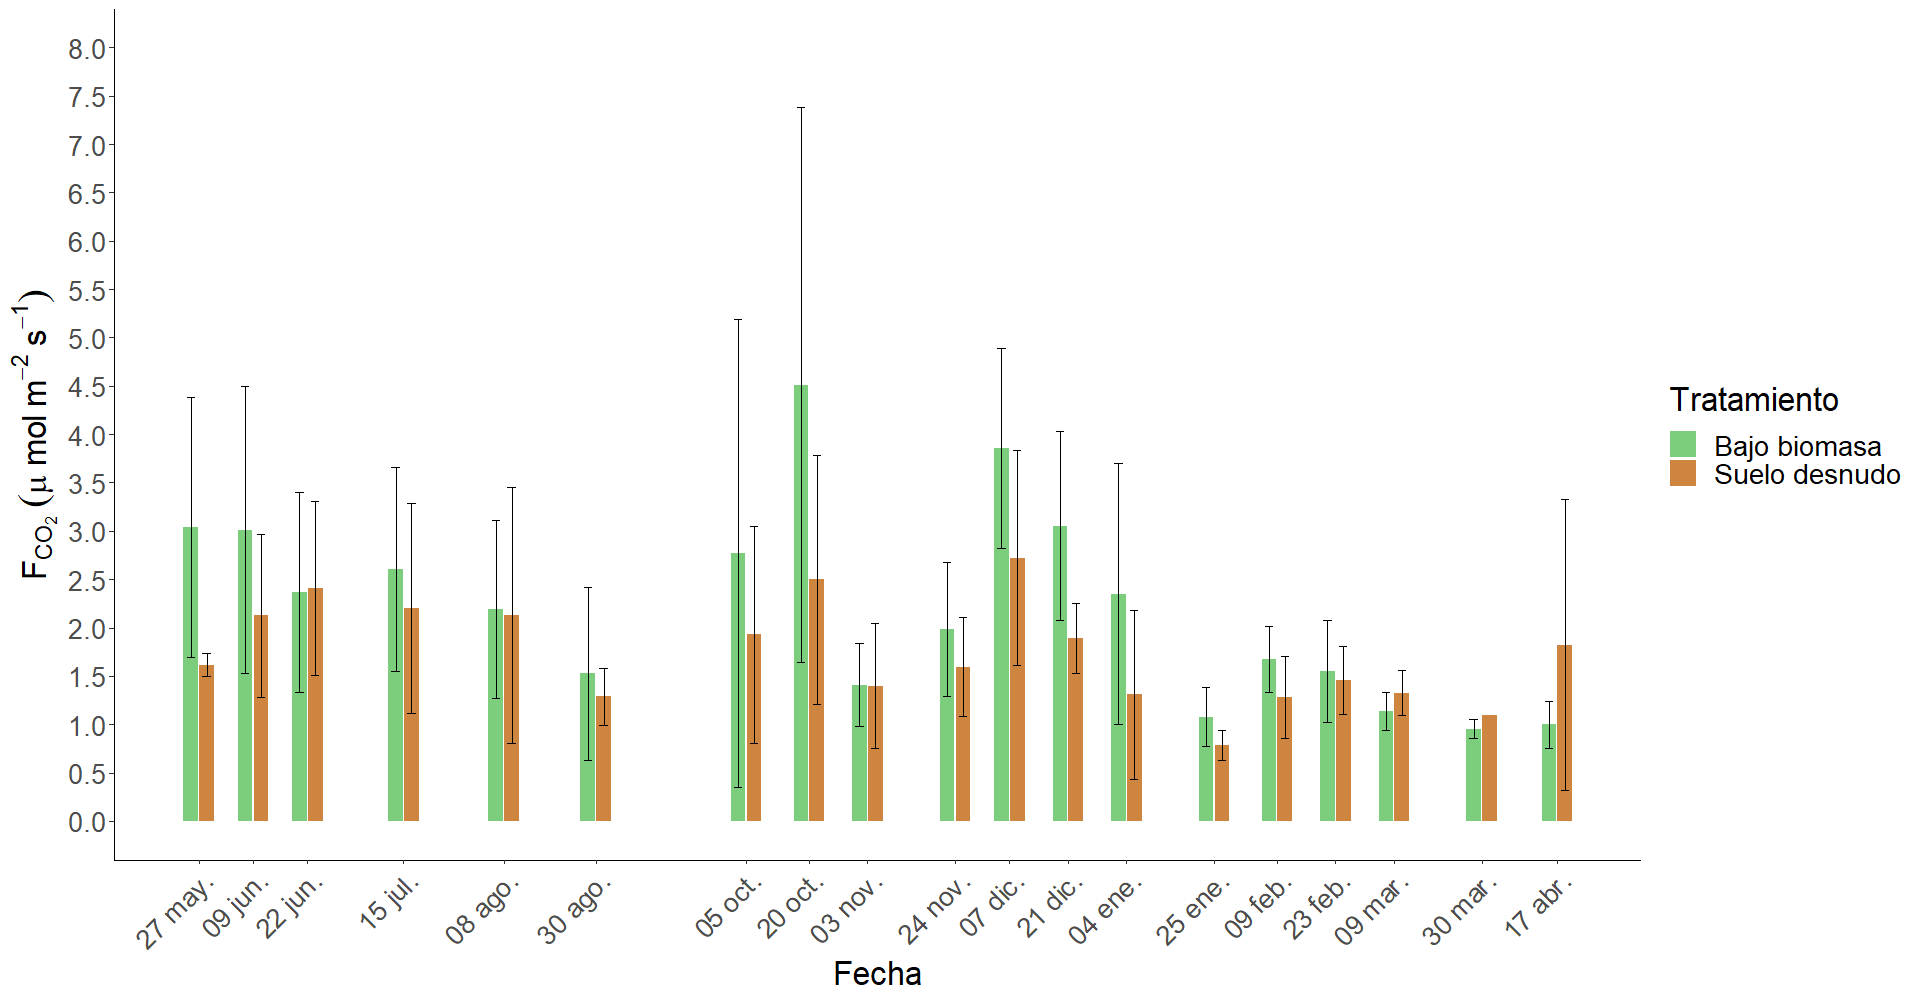 8.0
7.5
7.0
6.5
6.0
5.5
5.0
4.5
4.0
3.5
3.0
2.5
2.0
1.5
1.0
0.5
0.0
F_CO₂ (μ mol m⁻² s⁻¹)
27 may.
09 jun.
22 jun.
15 jul.
08 ago.
30 ago.
05 oct.
20 oct.
03 nov.
24 nov.
07 dic.
21 dic.
04 ene.
25 ene.
09 feb.
23 feb.
09 mar.
30 mar.
17 abr.
Fecha
Tratamiento
Bajo biomasa
Suelo desnudo